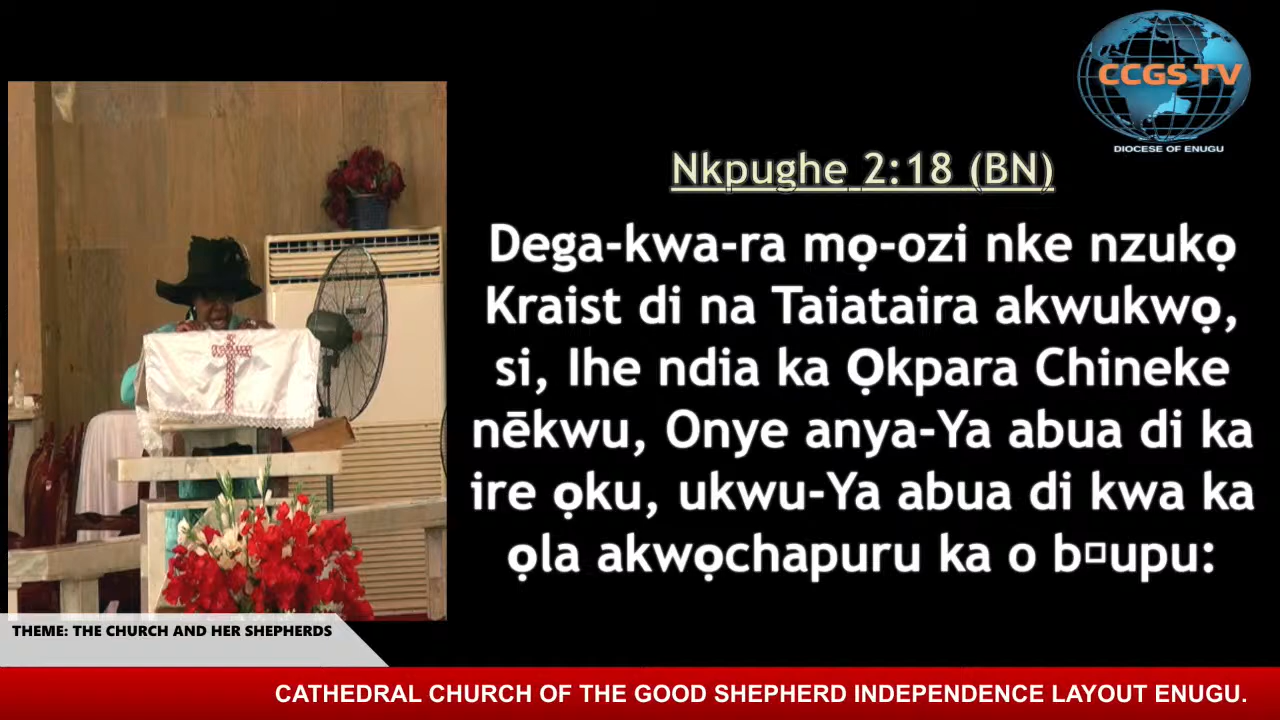 CCGS TV
DIOCESE OF ENUGU
Nkpughe 2:18 (BN)
Dega-kwa-ra mọ-ozi nke nzukọ
Kraist di na Taiataira akwukwọ,
si, Ihe ndia ka Ọkpara Chineke
nēkwu, Onye anya-Ya abua di ka
ire ọku, ukwu-Ya abua di kwa ka
ọla akwọchapuru ka o b□upu:
THEME: THE CHURCH AND HER SHEPHERDS
CATHEDRAL CHURCH OF THE GOOD SHEPHERD INDEPENDENCE LAYOUT ENUGU.